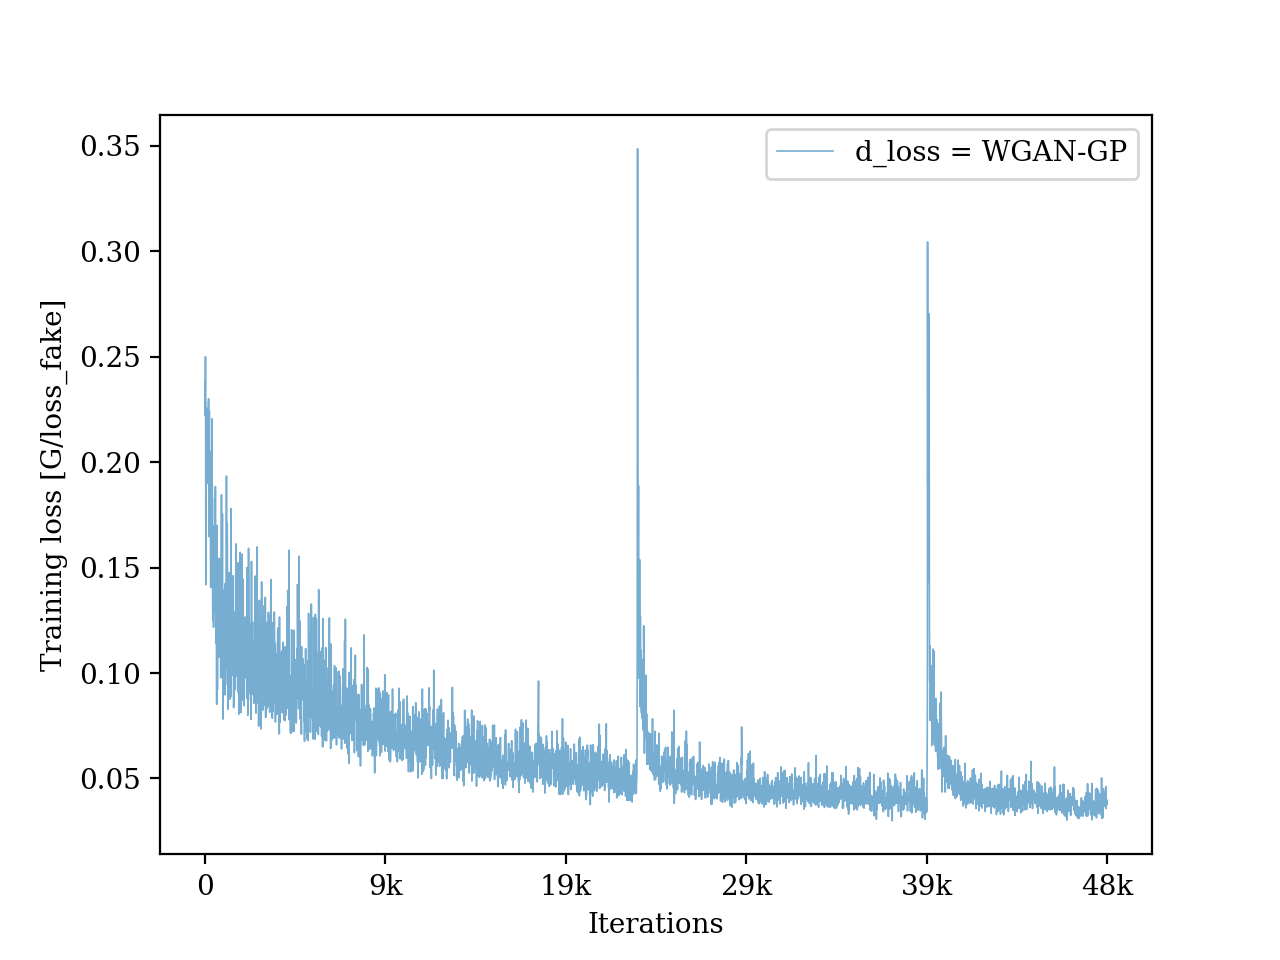 d_loss = WGAN-GP
0.35
0.30
0.25
0.20
0.15
0.10
0.05
Training loss [G/loss_fake]
0 9k 19k 29k 39k 48k
Iterations